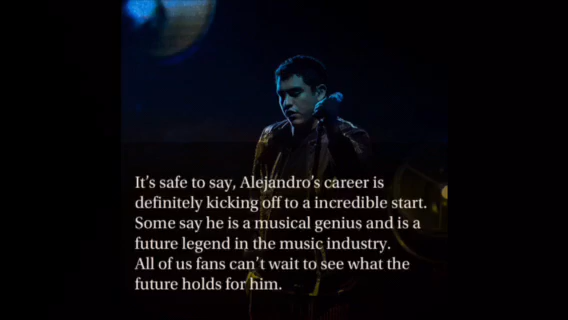 It’s safe to say, Alejandro’s career is
definitely kicking off to a incredible start.
Some say he is a musical genius and is a
future legend in the music industry.
All of us fans can’t wait to see what the
future holds for him.